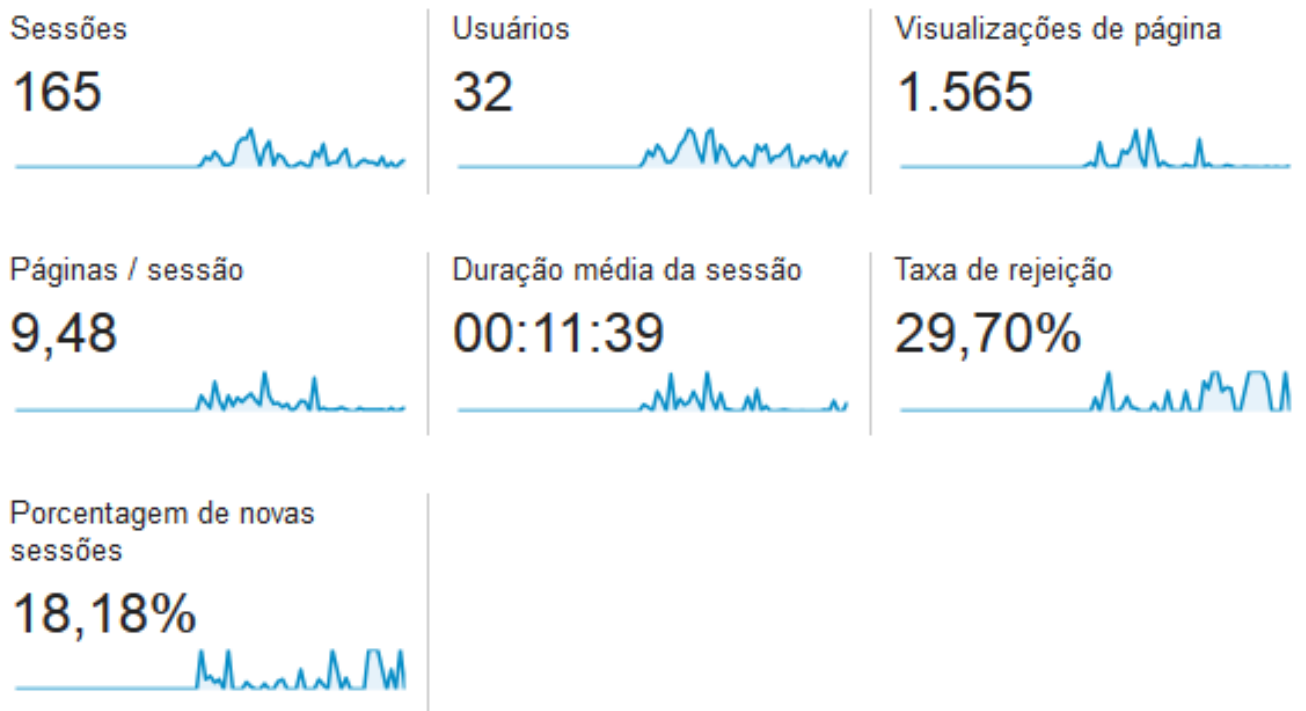 Sessões
165
Usuários
32
Visualizações de página
1.565
Páginas / sessão
9,48
Duração média da sessão
00:11:39
Taxa de rejeição
29,70%
Porcentagem de novas
sessões
18,18%